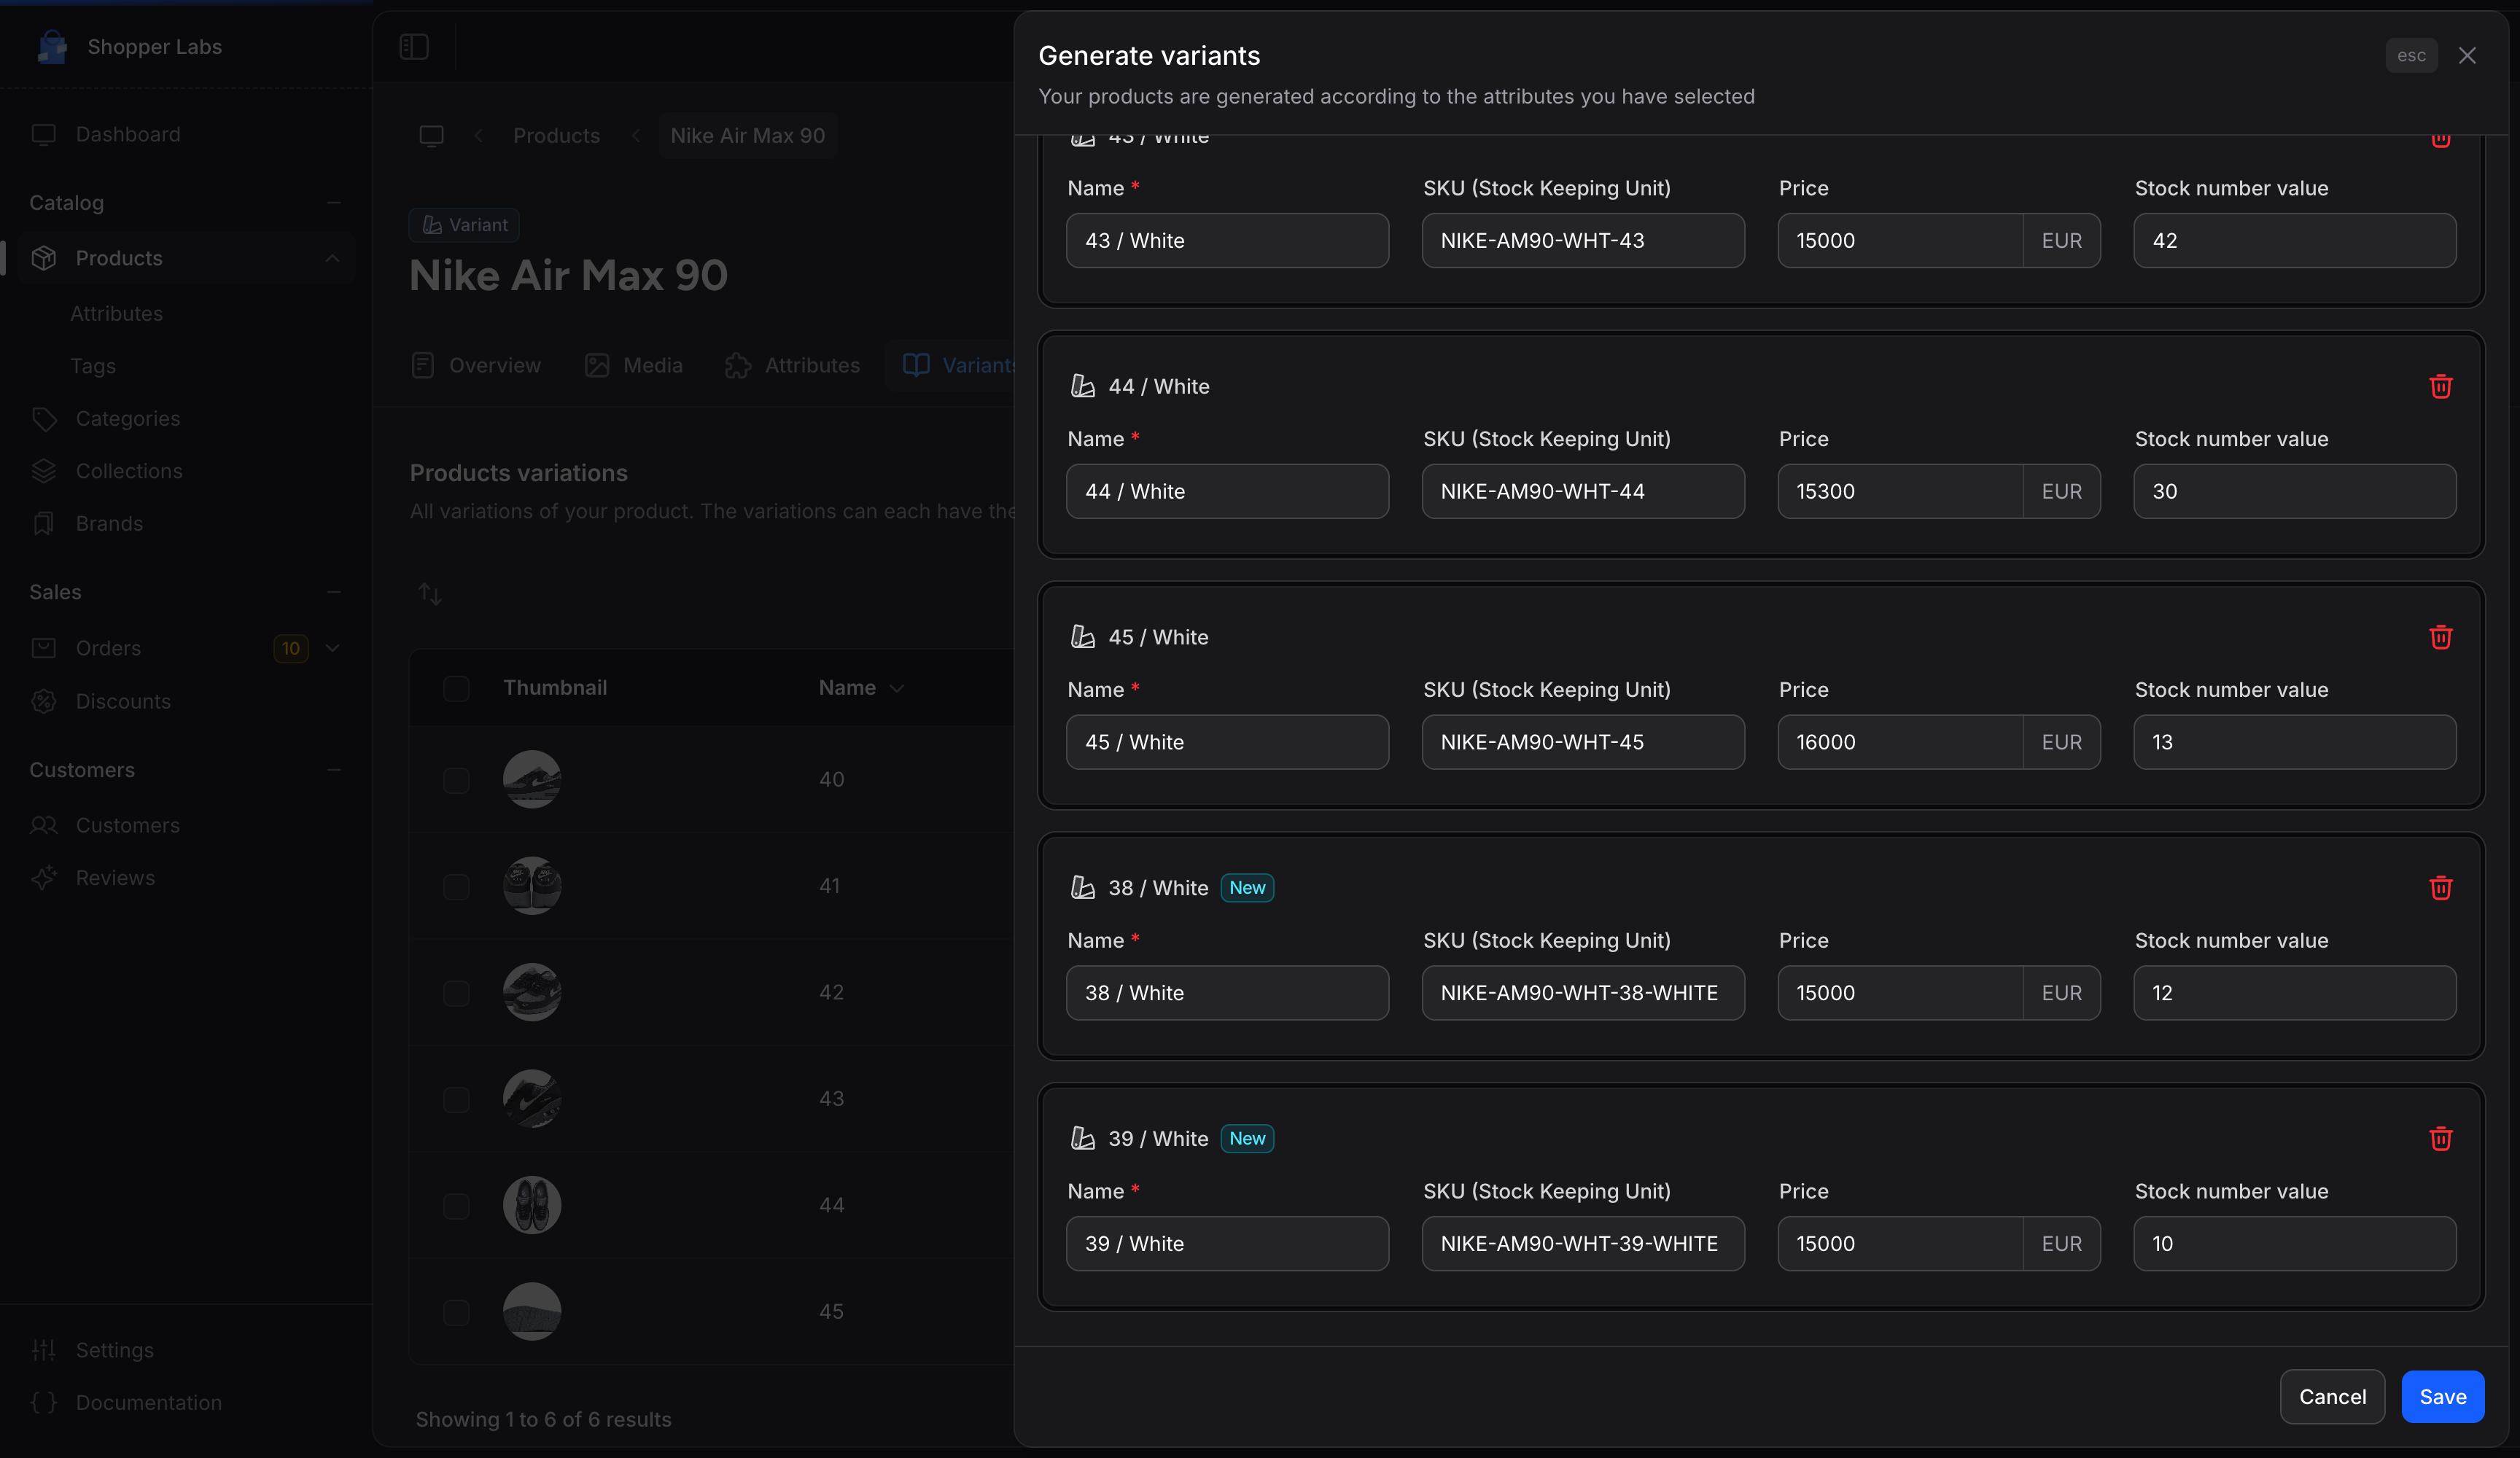 Shopper Labs
Dashboard
Catalog
Products
Attributes
Tags
Categories
Collections
Brands
Sales
Orders
10
Discounts
Customers
Customers
Reviews
Settings
Documentation
Products
Nike Air Max 90
Variant
Nike Air Max 90
Overview
Media
Attributes
Variants
Products variations
All variations of your product. The variations can each have the
Thumbnail
Name
40
41
42
43
44
45
Showing 1 to 6 of 6 results
Generate variants
esc
Your products are generated according to the attributes you have selected
43 / White
Name *
SKU (Stock Keeping Unit)
Price
Stock number value
43 / White
NIKE-AM90-WHT-43
15000
EUR
42
44 / White
Name *
SKU (Stock Keeping Unit)
Price
Stock number value
44 / White
NIKE-AM90-WHT-44
15300
EUR
30
45 / White
Name *
SKU (Stock Keeping Unit)
Price
Stock number value
45 / White
NIKE-AM90-WHT-45
16000
EUR
13
38 / White
New
Name *
SKU (Stock Keeping Unit)
Price
Stock number value
38 / White
NIKE-AM90-WHT-38-WHITE
15000
EUR
12
39 / White
New
Name *
SKU (Stock Keeping Unit)
Price
Stock number value
39 / White
NIKE-AM90-WHT-39-WHITE
15000
EUR
10
Cancel
Save